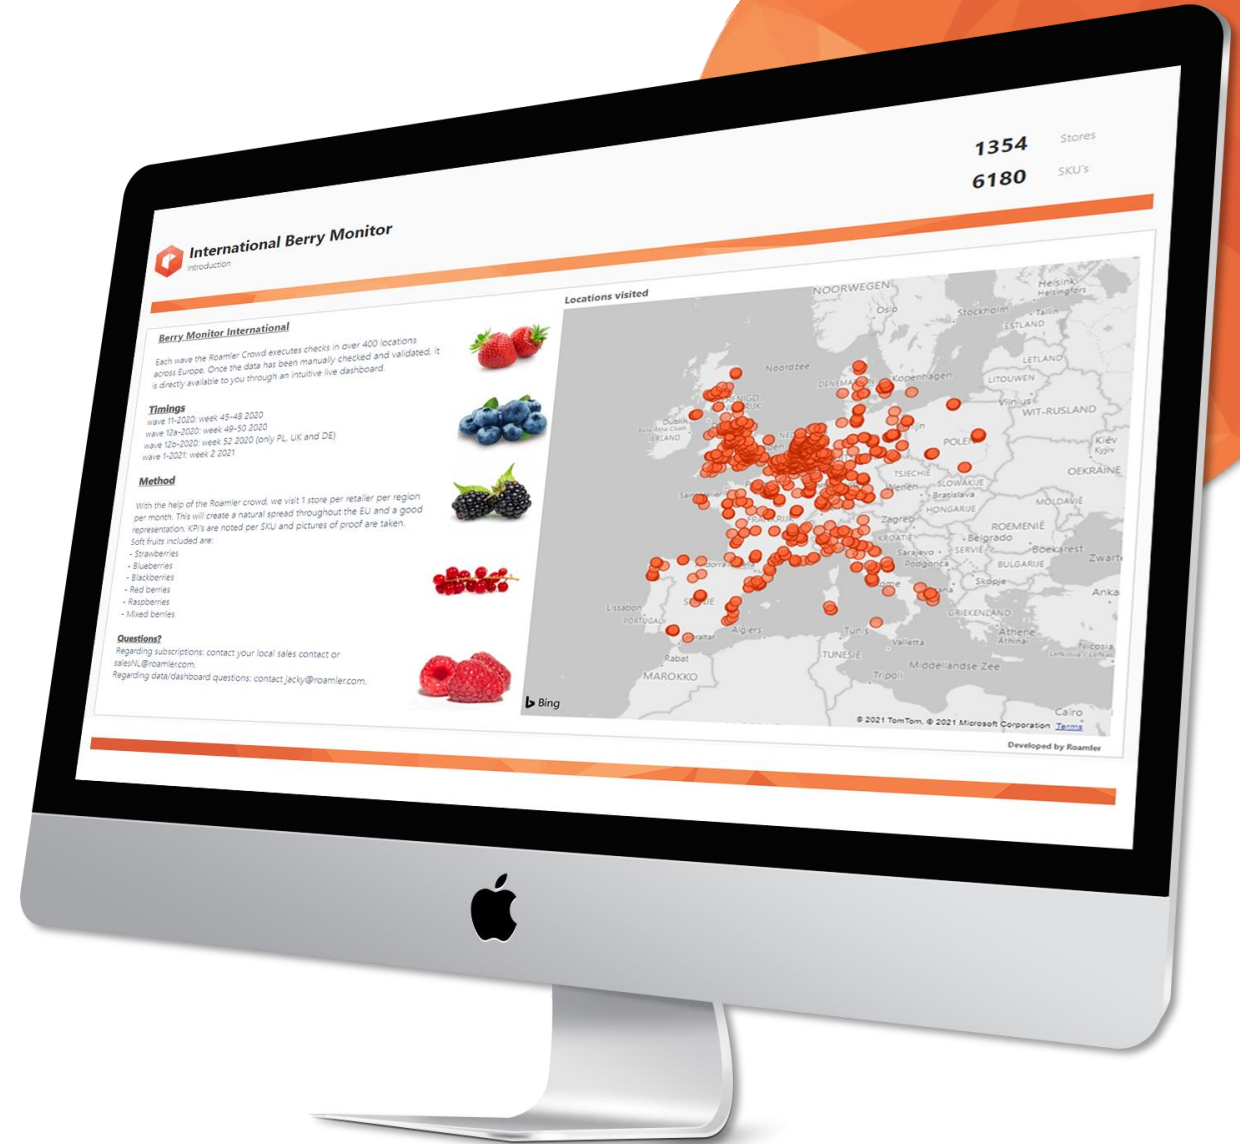 1354 Stores
6180 SKU's
International Berry Monitor
Introduction
Berry Monitor International
Each wave the Roamler Crowd executes checks in over 400 locations
across Europe. Once the data has been manually checked and validated, it
is directly available to you through an intuitive live dashboard.
Timings
wave 11-2020: week 45-48 2020
wave 12a-2020: week 49-50 2020
wave 12b-2020: week 52 2020 (only PL, UK and DE)
wave 1-2021: week 2 2021
Method
With the help of the Roamler crowd, we visit 1 store per retailer per region
per month. This will create a natural spread throughout the EU and a good
representation. KPI's are noted per SKU and pictures of proof are taken.
Soft fruits included are:
- Strawberries
- Blueberries
- Blackberries
- Red berries
- Raspberries
- Mixed berries
Questions?
Regarding subscriptions: contact your local sales contact or
salesNL@roamler.com.
Regarding data/dashboard questions: contact jacky@roamler.com.
Locations visited
NOORWEGEN
Oslo
Helsinki
Helsingfors
Stockholm
Tallin
ESTLAND
Noordzee
LETLAND
Kopenhagen
LITOUWEN
Vilnius
WIT-RUSLAND
Dublin
IERLAND
POLEN
Kiev
Kyjiv
TSJECHIË
OEKRAÏNE
SLOWAKIJE
Wenen
Bratislava
MOLDAVIË
HONGARIJE
FRANKRIJK
Zagreb
ROEMENIË
KROATIË
Belgrado
Sarajevo
SERVIË
Boekarest
Zwarte
Podgorica
BULGARIJE
Skopje
Anka
Lissabon
PORTUGAL
SPANJE
GRIEKENLAND
Algiers
Tunis
Athene
Athina
Valletta
Nicosia
Rabat
TUNESIË
Middellandse Zee
MAROKKO
Tripoli
Caïro
Bing
© 2021 TomTom, © 2021 Microsoft Corporation Terms
Developed by Roamler